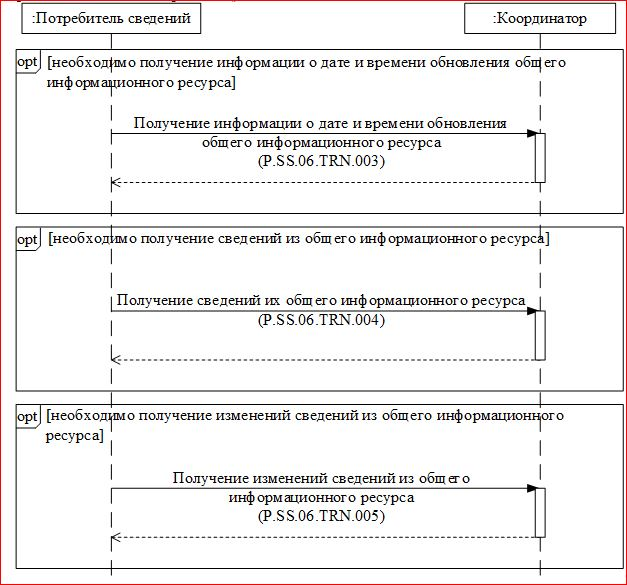 :Потребитель сведений
:Координатор
opt [необходимо получение информации о дате и времени обновления общего
информационного ресурса]
Получение информации о дате и времени обновления
общего информационного ресурса
(P.SS.06.TRN.003)
opt [необходимо получение сведений из общего информационного ресурса]
Получение сведений их общего информационного ресурса
(P.SS.06.TRN.004)
opt [необходимо получение изменений сведений из общего информационного
ресурса]
Получение изменений сведений из общего
информационного ресурса
(P.SS.06.TRN.005)